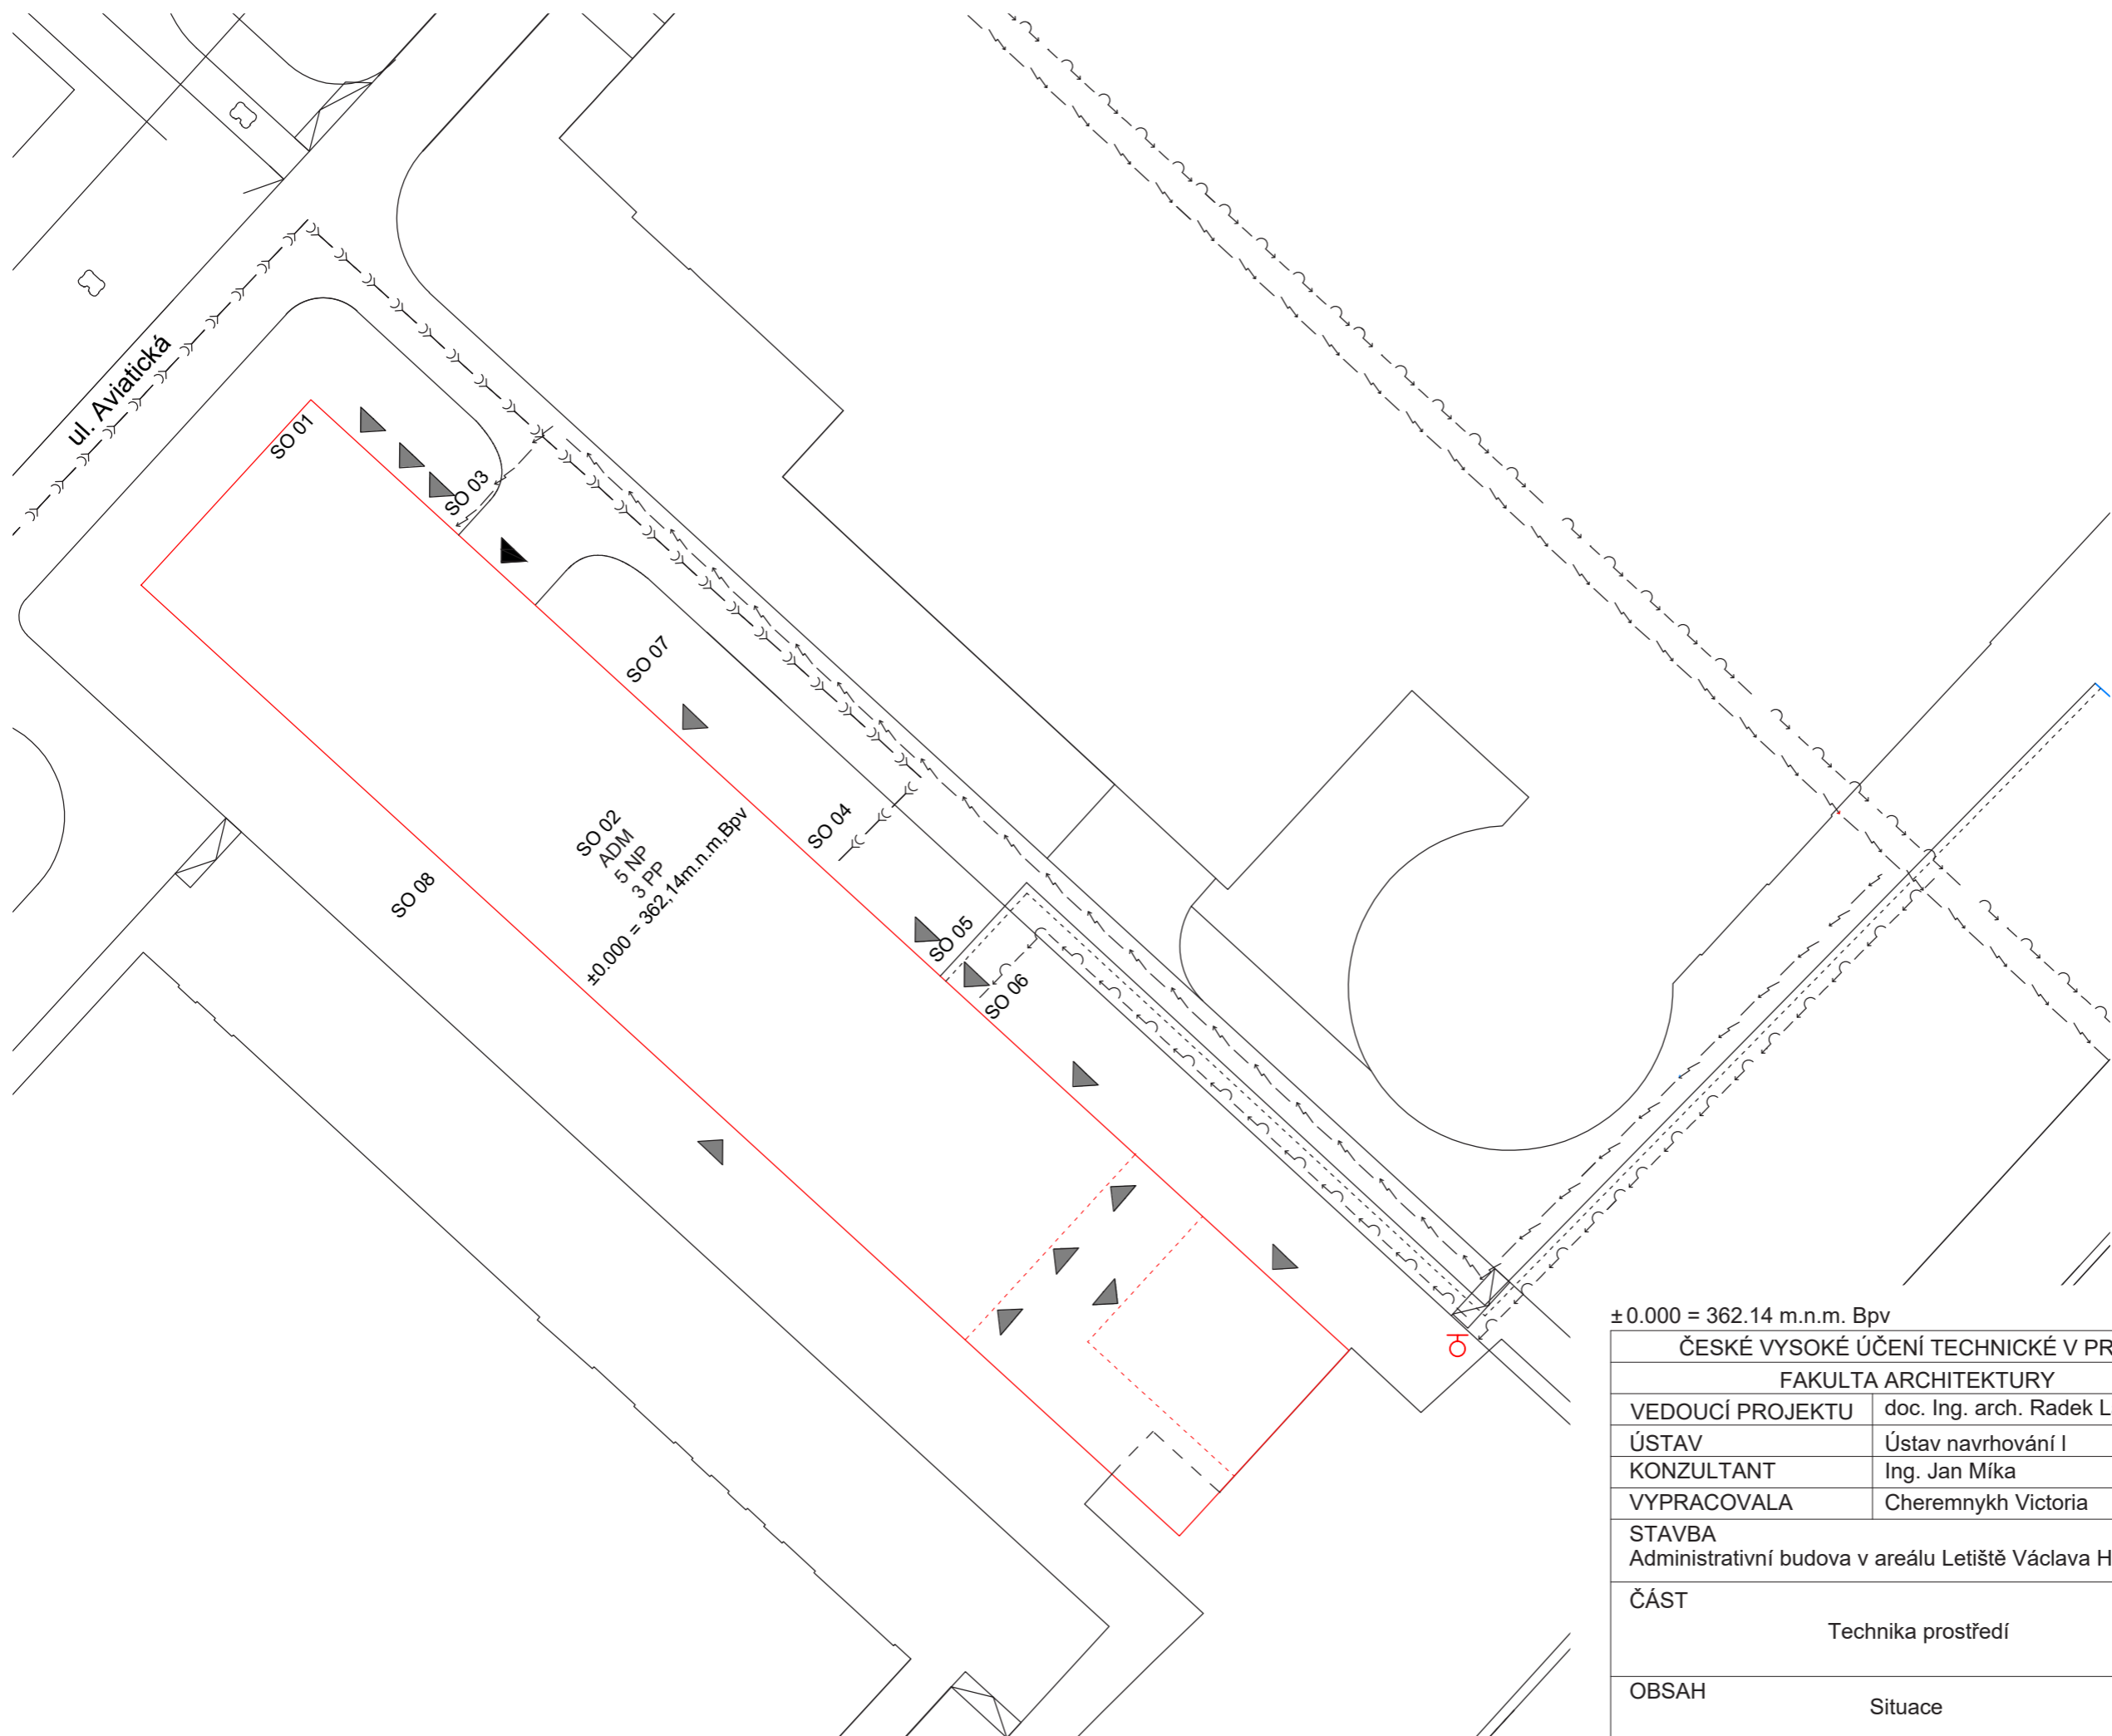 ul. Aviatická
SO 01
SO 03
SO 07
SO 04
SO 02
ADM
5 NP
3 PP
±0.000 = 362,14m.n.m,Bpv
SO 08
SO 05
SO 06
±0.000 = 362.14 m.n.m. Bpv
ČESKÉ VYSOKÉ ÚČENÍ TECHNICKÉ V PR
FAKULTA ARCHITEKTURY
VEDOUCÍ PROJEKTU doc. Ing. arch. Radek L
ÚSTAV Ústav navrhování I
KONZULTANT Ing. Jan Míka
VYPRACOVALA Cheremnykh Victoria
STAVBA
Administrativní budova v areálu Letiště Václava H
ČÁST
Technika prostředí
OBSAH
Situace